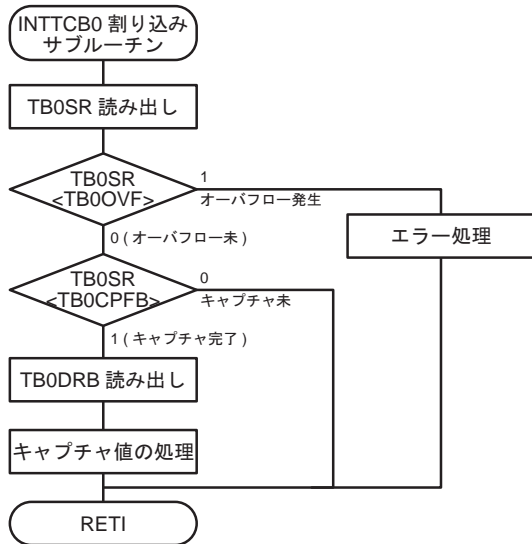 INTTCB0 割り込み
サブルーチン
TB0SR 読み出し
TB0SR
<TB0OVF>
1
オーバフロー発生
エラー処理
0 ( オーバフロー未 )
TB0SR
<TB0CPFB>
0
キャプチャ未
1 ( キャプチャ完了 )
TB0DRB 読み出し
キャプチャ値の処理
RETI